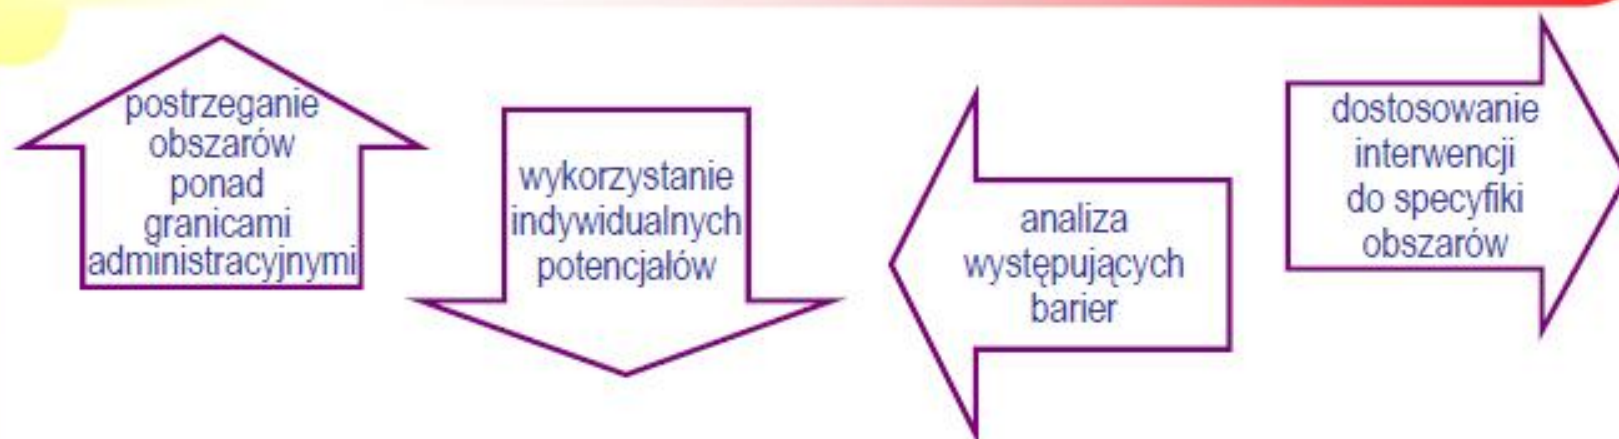 postrzeganie
obszarów
ponad
granicami
administracyjnymi
wykorzystanie
indywidualnych
potencjałów
analiza
występujących
barier
dostosowanie
interwencji
do specyfiki
obszarów